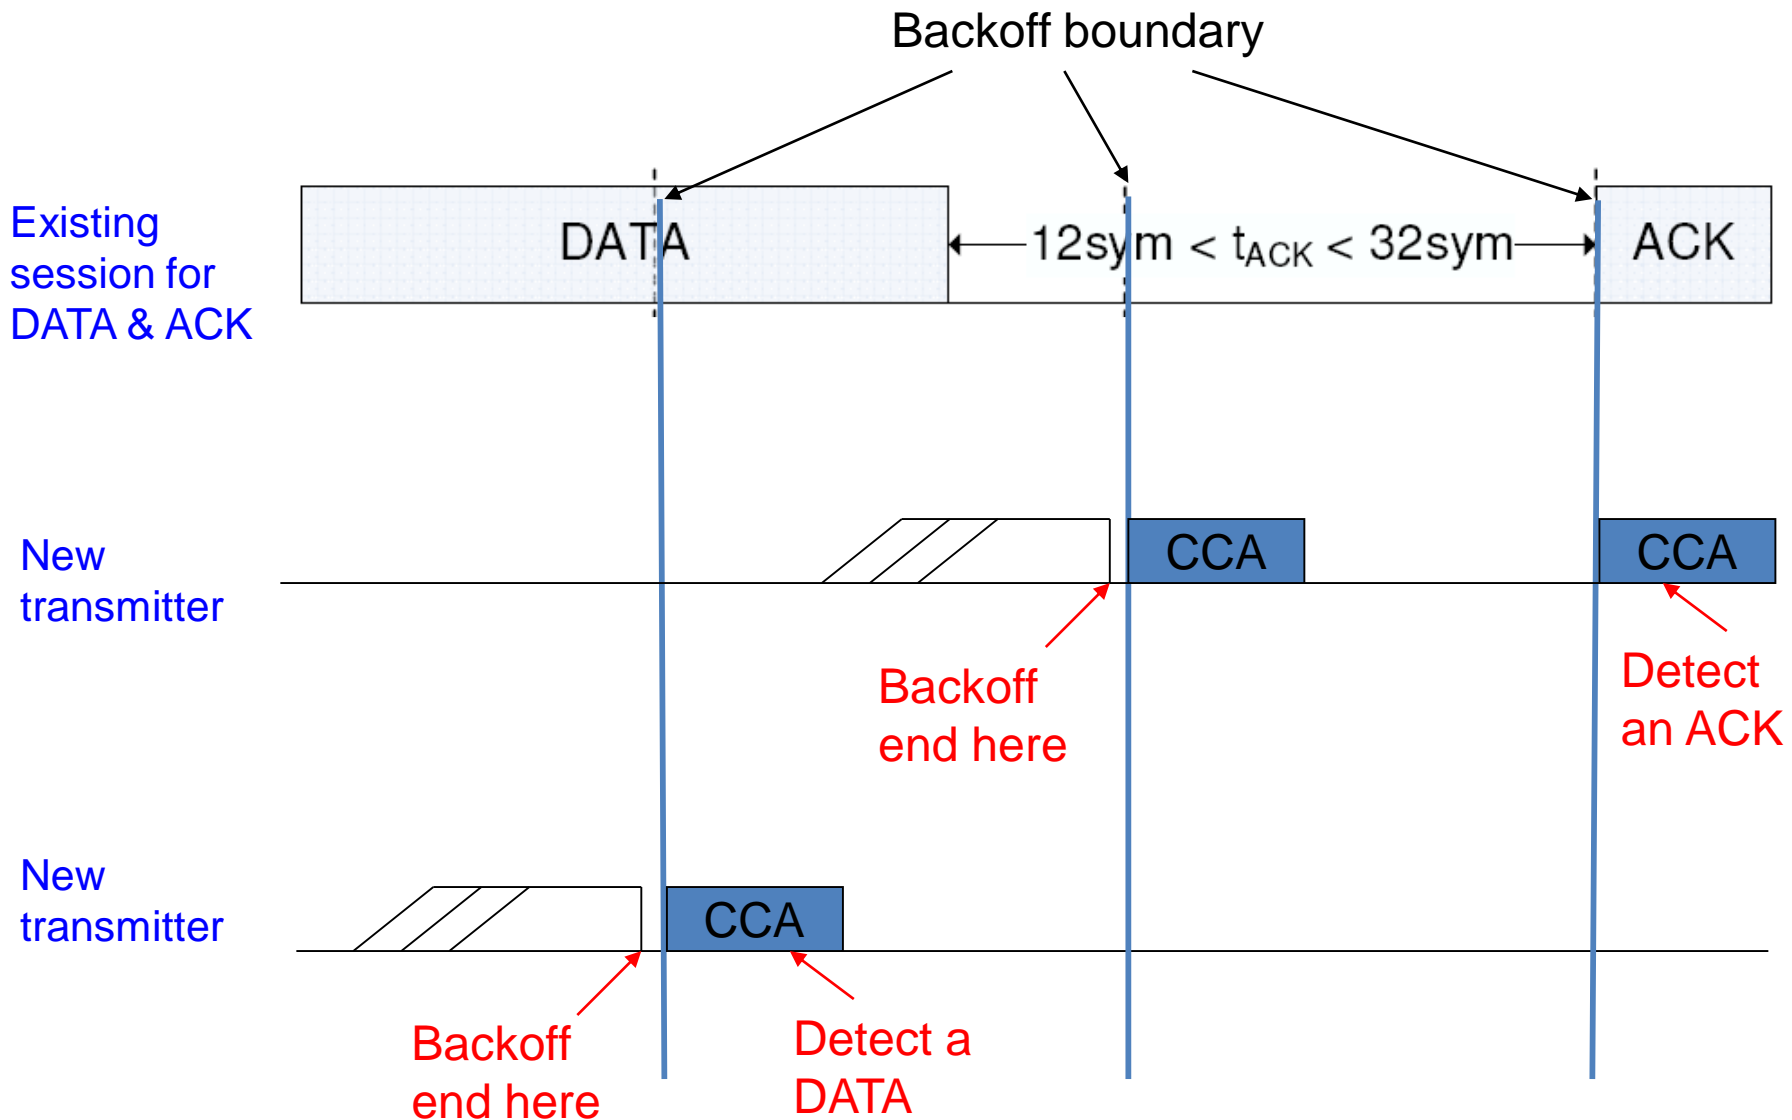 Backoff boundary
Existing
session for
DATA & ACK
DATA
12sym < tACK < 32sym
ACK
New
transmitter
CCA
CCA
Backoff
end here
Detect
an ACK
New
transmitter
CCA
Backoff
end here
Detect a
DATA